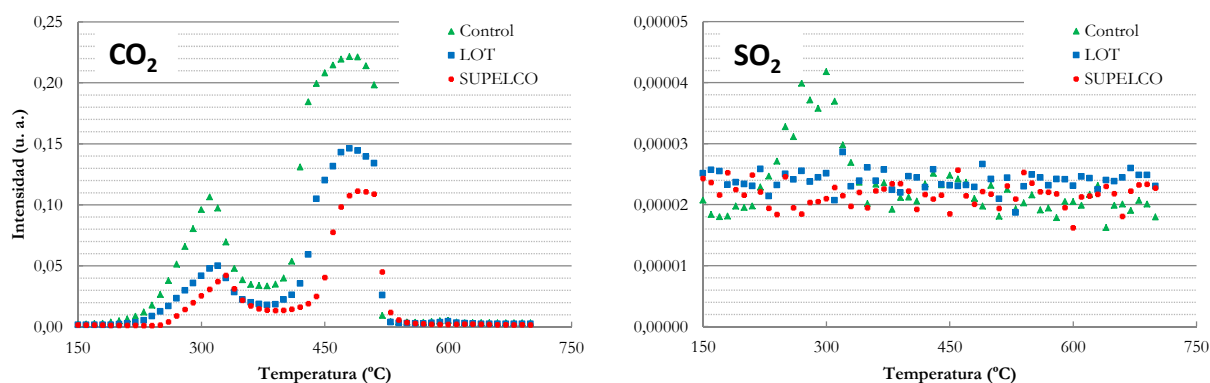 CO2
Control
LOT
SUPELCO
Intensidad (u. a.)
0,25
0,20
0,15
0,10
0,05
0,00
150
300
450
600
750
Temperatura (ºC)
SO2
Control
LOT
SUPELCO
0,00005
0,00004
0,00003
0,00002
0,00001
0,00000
150
300
450
600
750
Temperatura (ºC)